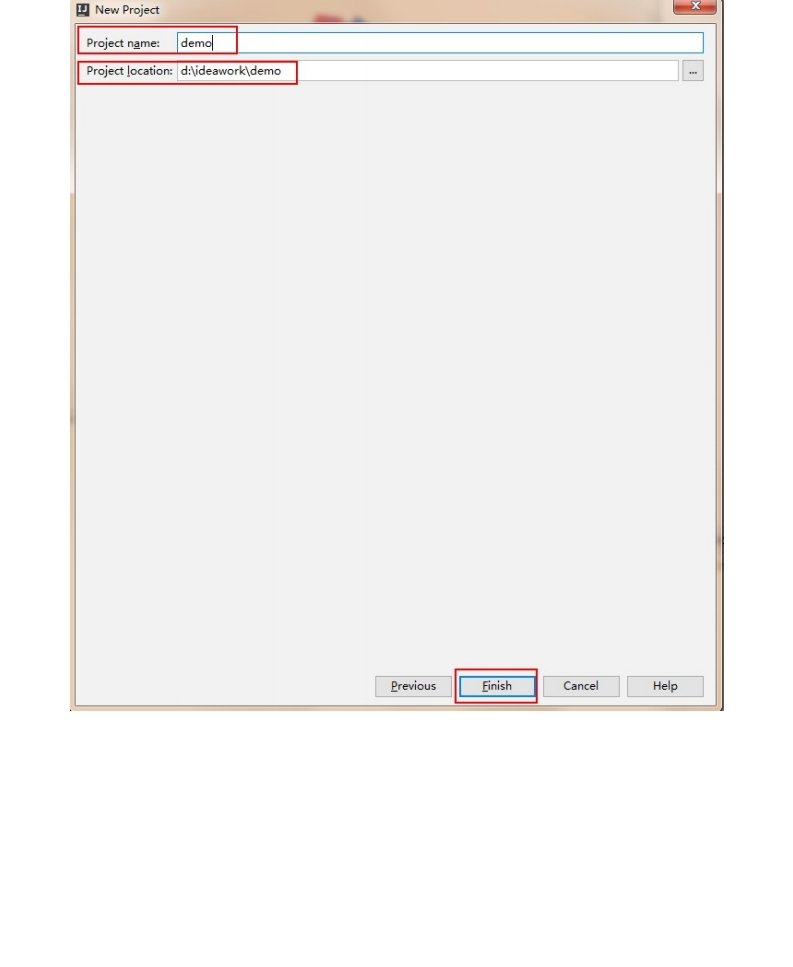 New Project
Project name: demo
Project location: d:\ideawork\demo ...
Previous Finish Cancel Help